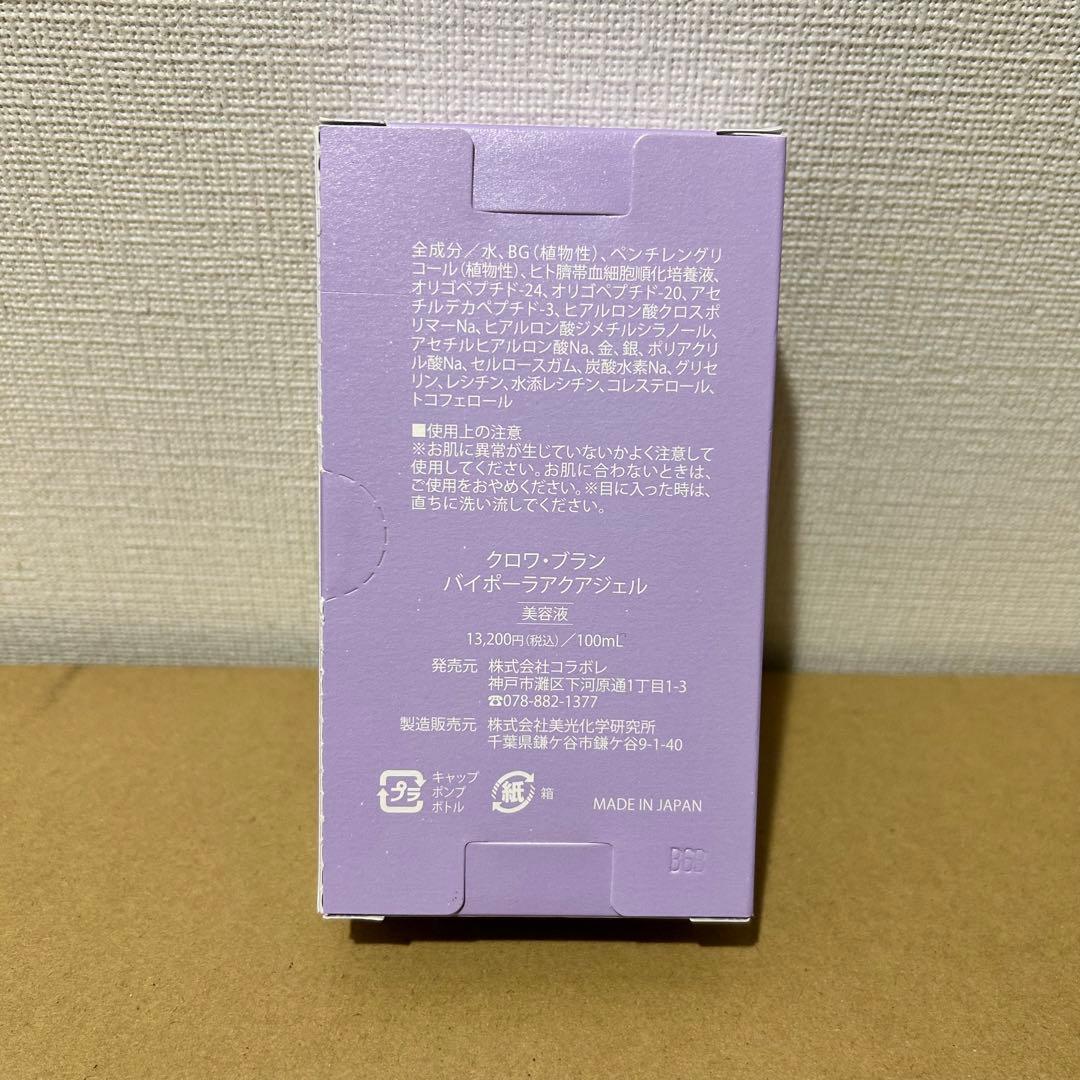 全成分／水、BG（植物性）、ペンチレングリ
コール（植物性）、ヒト臍帯血細胞順化培養液、
オリゴペプチド-24、オリゴペプチド-20、アセ
チルデカペプチド-3、ヒアルロン酸クロスポ
リマーNa、ヒアルロン酸ジメチルシラノール、
アセチルヒアルロン酸Na、金、銀、ポリアクリ
ル酸Na、セルロースガム、炭酸水素Na、グリセ
リン、レシチン、水添レシチン、コレステロール、
トコフェロール
■使用上の注意
※お肌に異常が生じていないかよく注意して
使用してください。お肌に合わないときは、
ご使用をおやめください。※目に入った時は、
直ちに洗い流してください。
クロワ・ブラン
バイポーラアクアジェル
美容液
13,200円（税込）／100mL
発売元 株式会社コラボレ
神戸市灘区下河原通1丁目1-3
☎078-882-1377
製造販売元 株式会社美光化学研究所
千葉県鎌ケ谷市鎌ケ谷9-1-40
プラ キャップ
ポンプ
ボトル
紙 箱
MADE IN JAPAN